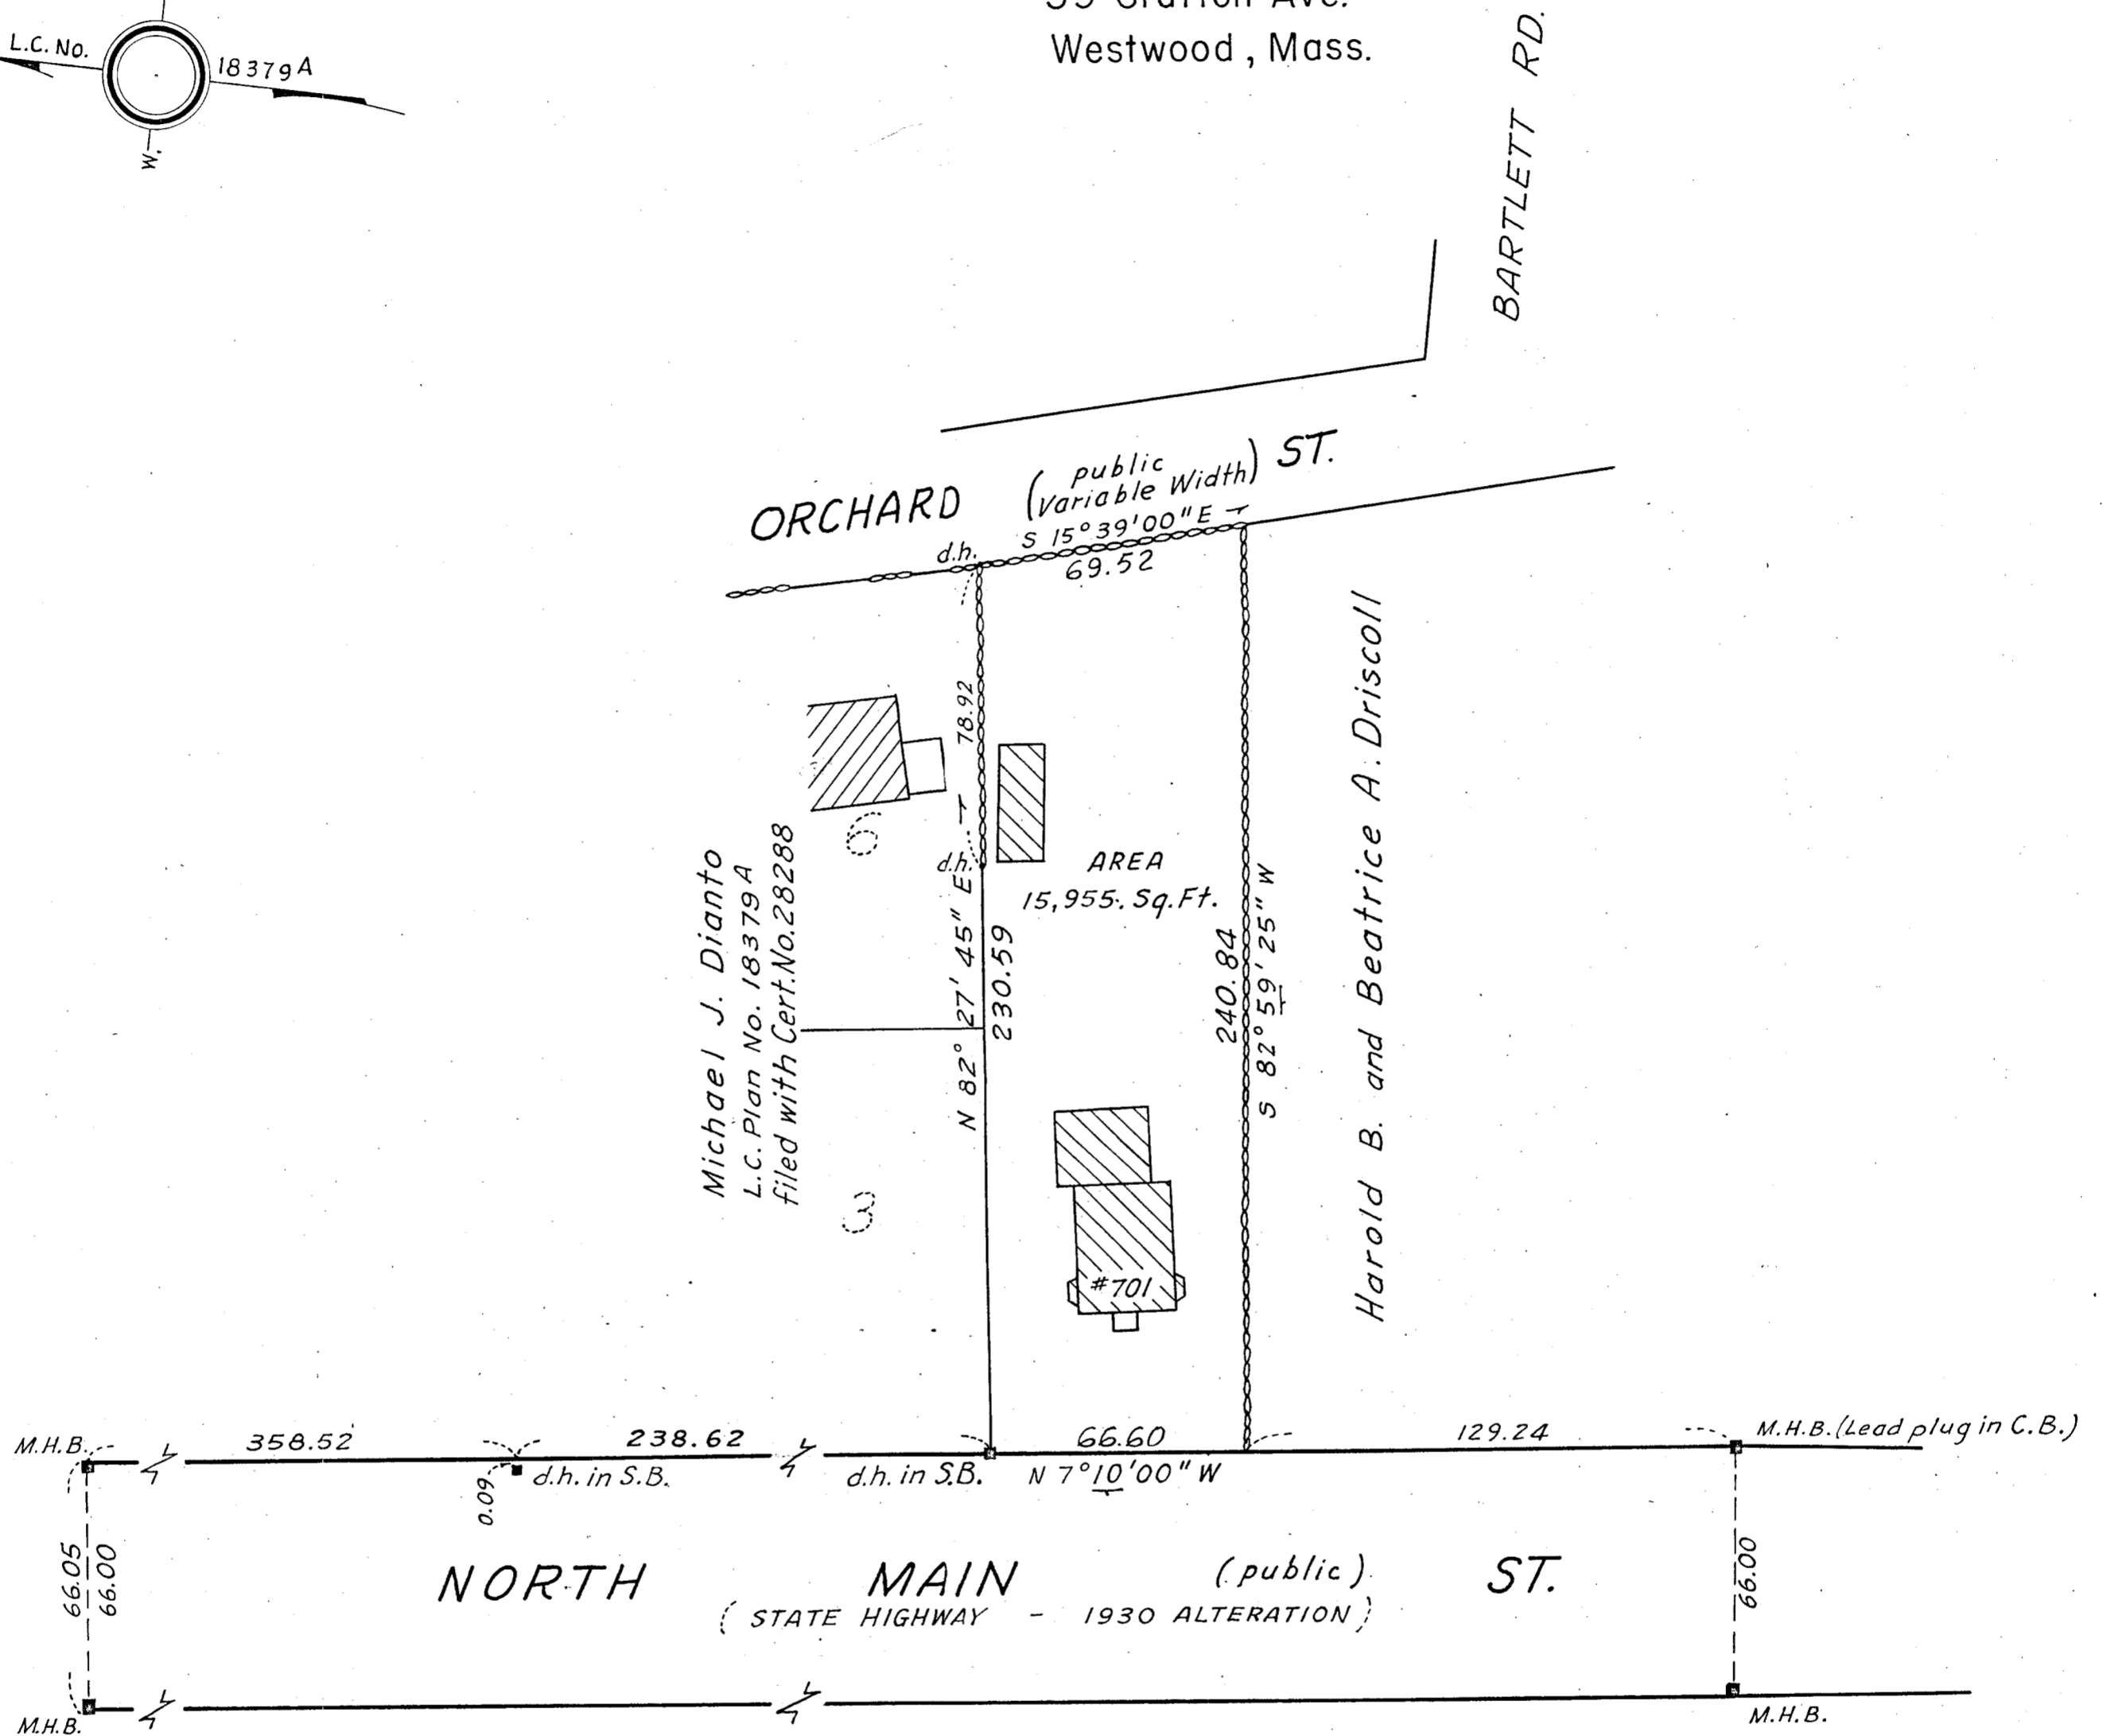 Westwood, Mass.
L.C. No.
18379A
W.
BARTLETT RD.
ORCHARD (public Variable Width) ST.
S 15°39'00" E
d.h.
69.52
78.92
6
d.h.
AREA
15,955± Sq.Ft.
Michael J. Dianto
L.C. Plan No. 18379A
filed with Cert. No. 28288
N 82° 27' 45" E
230.59
240.84
S 82° 59' 25" W
Harold B. and Beatrice A. Driscoll
3
#701
M.H.B.
358.52
238.62
66.60
129.24
M.H.B. (Lead plug in C.B.)
0.09
d.h. in S.B.
d.h. in S.B.
N 7°10'00" W
66.05
66.00
66.00
NORTH MAIN (public) ST.
(STATE HIGHWAY - 1930 ALTERATION)
M.H.B.
M.H.B.